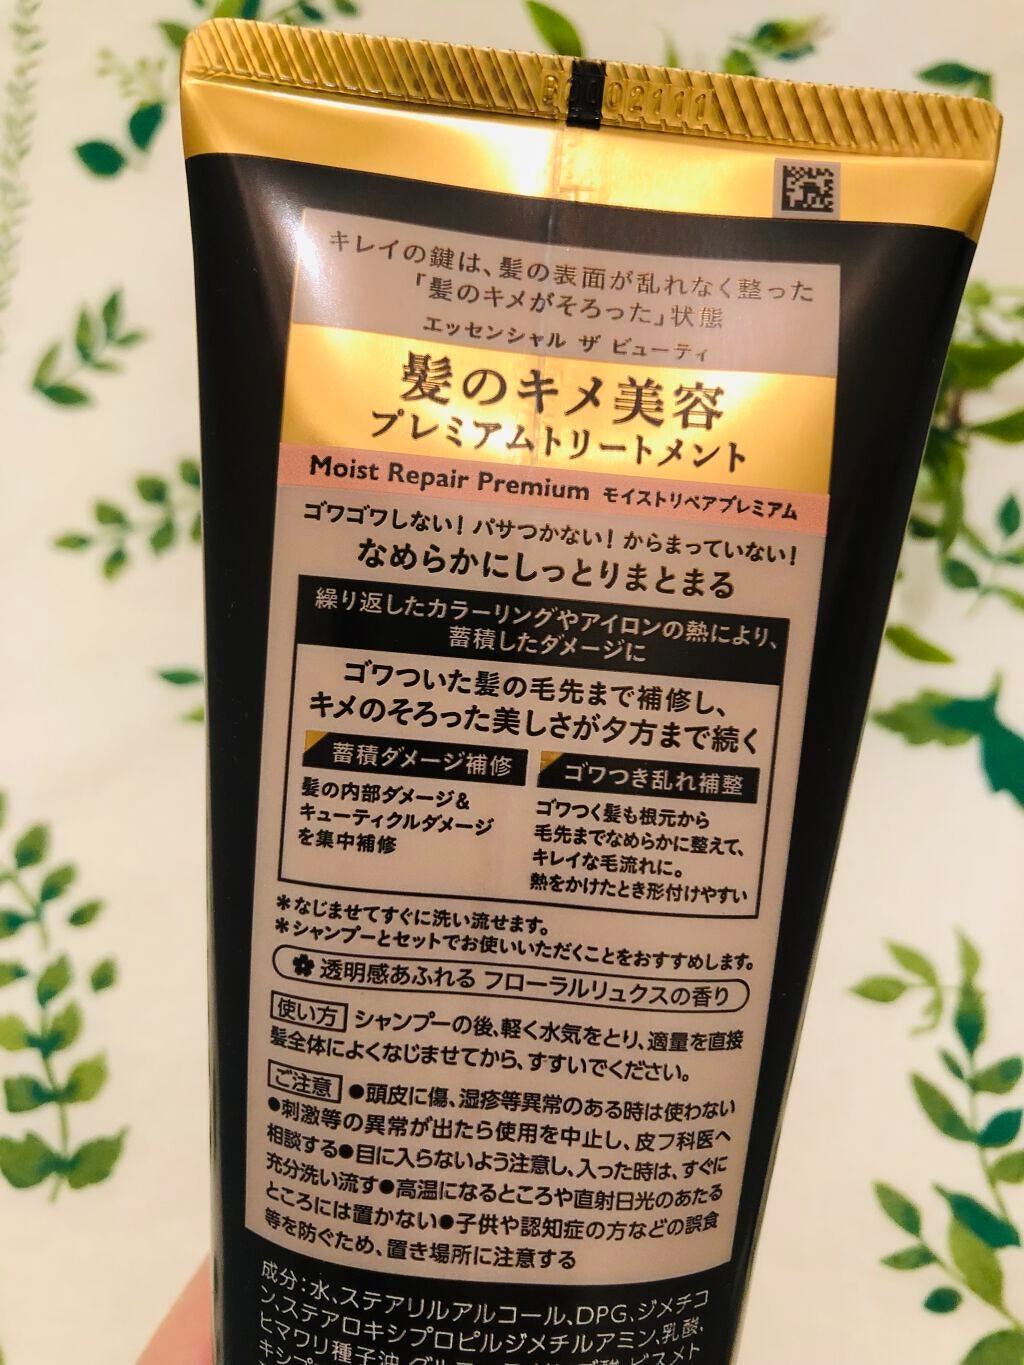 キレイの鍵は、髪の表面が乱れなく整った
「髪のキメがそろった」状態
エッセンシャル ザ ビューティ
髪のキメ美容
プレミアムトリートメント
Moist Repair Premium モイストリペアプレミアム
ゴワゴワしない！パサつかない！からまっていない！
なめらかにしっとりまとまる
繰り返したカラーリングやアイロンの熱により、
蓄積したダメージに
ゴワついた髪の毛先まで補修し、
キメのそろった美しさが夕方まで続く
蓄積ダメージ補修
髪の内部ダメージ&
キューティクルダメージ
を集中補修
ゴワつき乱れ補整
ゴワつく髪も根元から
毛先までなめらかに整えて、
キレイな毛流れに。
熱をかけたとき形付けやすい
*なじませてすぐに洗い流せます。
*シャンプーとセットでお使いいただくことをおすすめします。
透明感あふれる フローラルリュクスの香り
使い方 シャンプーの後、軽く水気をとり、適量を直接
髪全体によくなじませてから、すすいでください。
ご注意 ●頭皮に傷、湿疹等異常のある時は使わない
●刺激等の異常が出たら使用を中止し、皮フ科医へ
相談する●目に入らないよう注意し、入った時は、すぐに
充分洗い流す●高温になるところや直射日光のあたる
ところには置かない●子供や認知症の方などの誤食
等を防ぐため、置き場所に注意する
成分：水、ステアリルアルコール、DPG、ジメチコ
ン、ステアロキシプロピルジメチルアミン、乳酸、
ヒマワリ種子油、